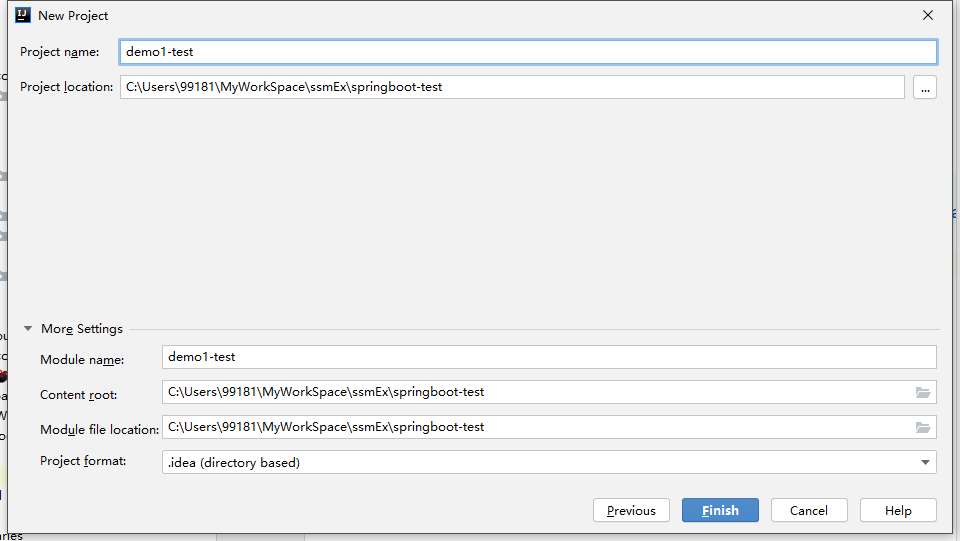 New Project
Project name: demo1-test
Project location: C:\Users\99181\MyWorkSpace\ssmEx\springboot-test ...
More Settings
Module name: demo1-test
Content root: C:\Users\99181\MyWorkSpace\ssmEx\springboot-test
Module file location: C:\Users\99181\MyWorkSpace\ssmEx\springboot-test
Project format: .idea (directory based)
Previous Finish Cancel Help